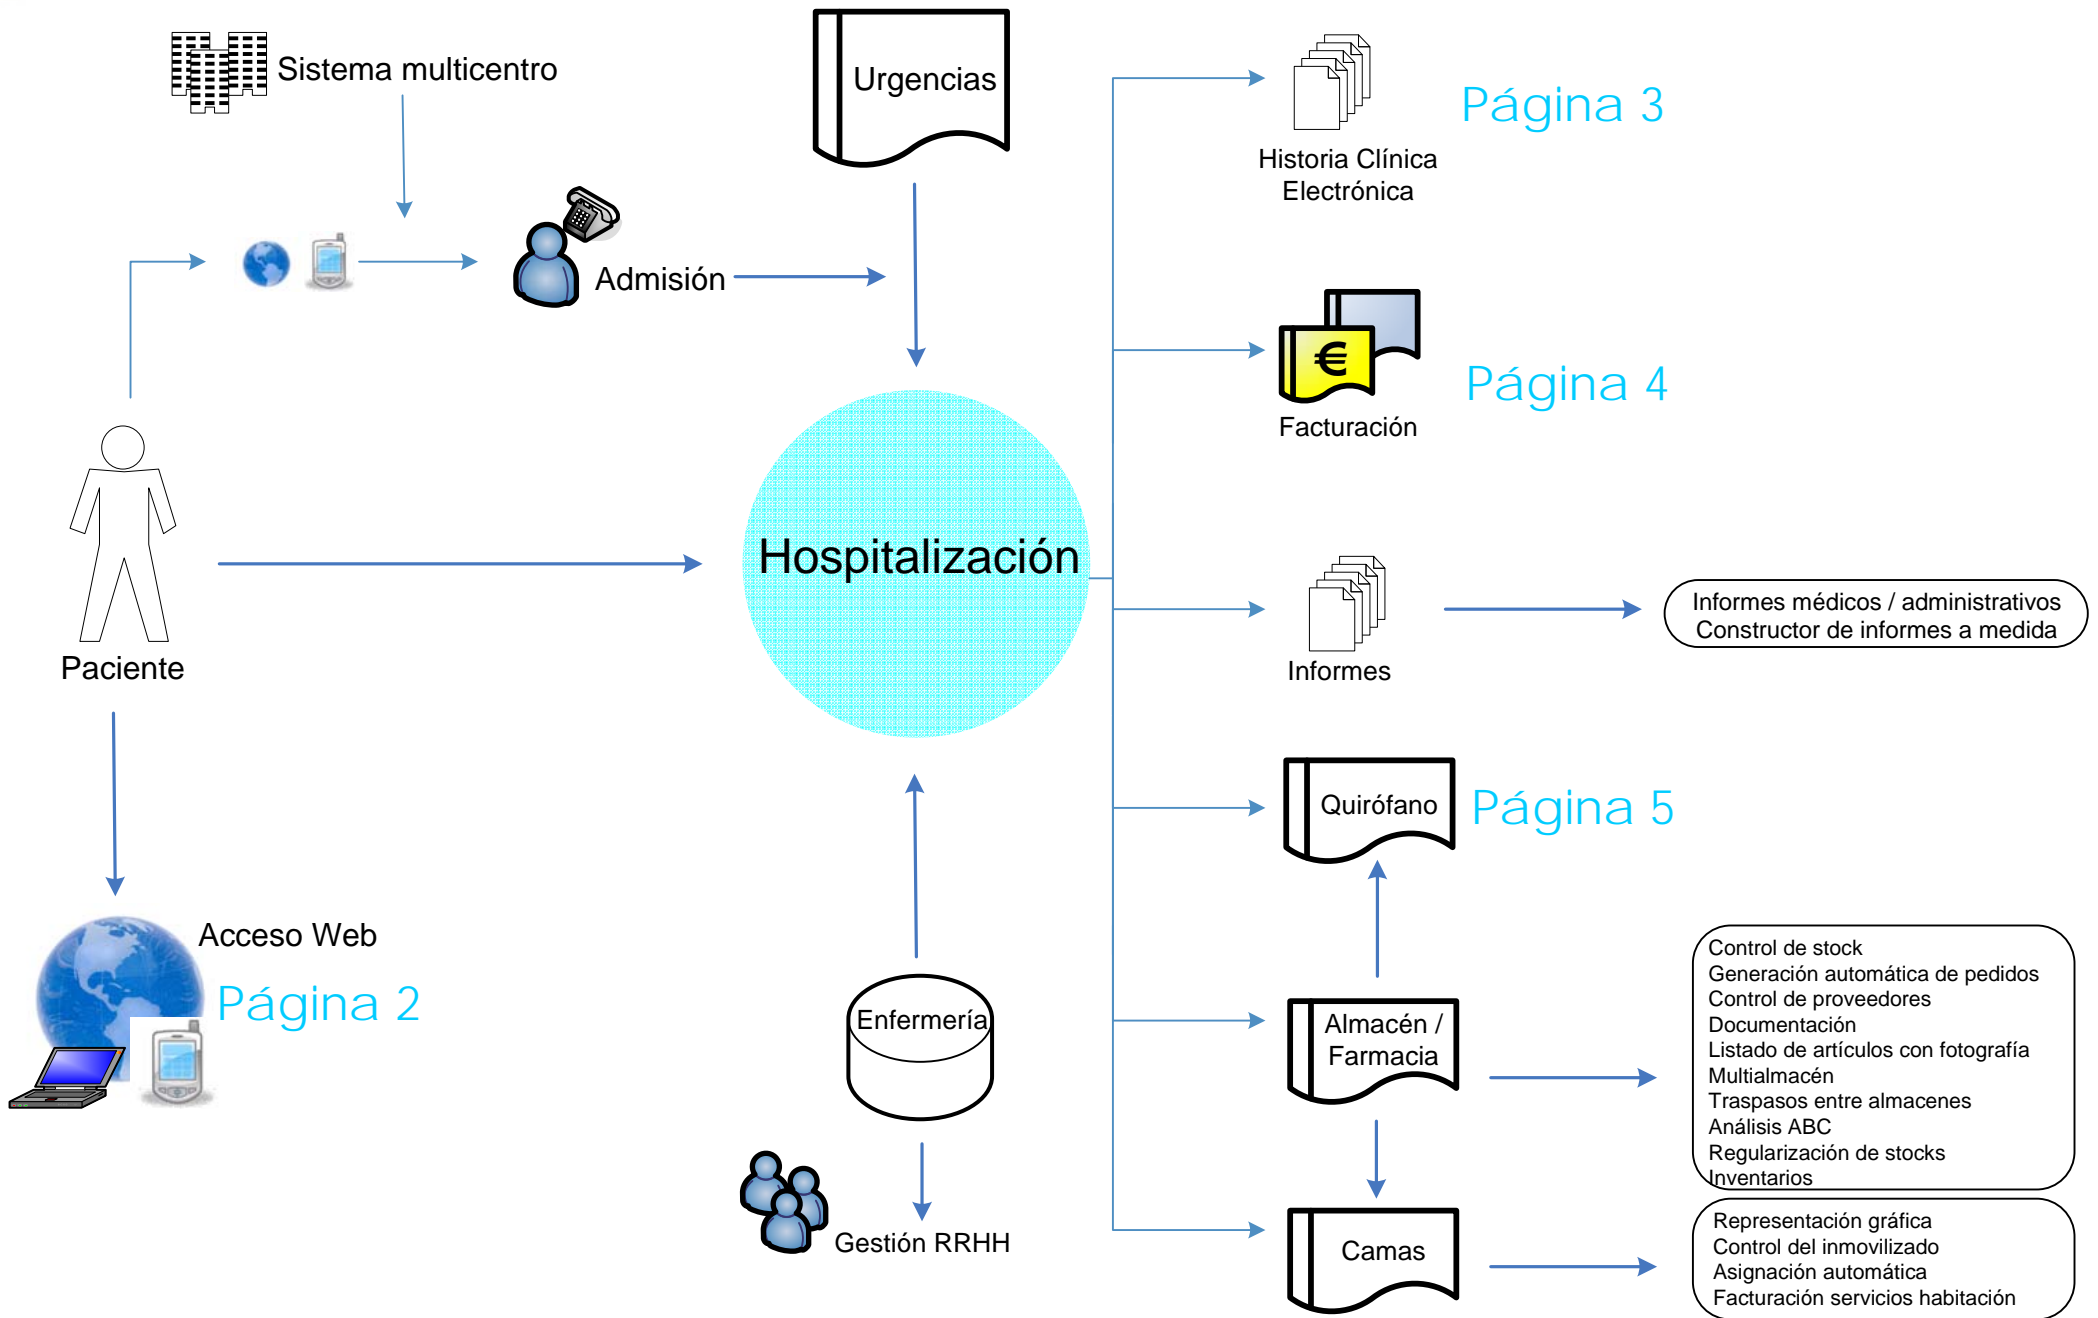 Sistema multicentro
Urgencias
Página 3
Historia Clínica
Electrónica
Admisión
€
Página 4
Facturación
Hospitalización
Informes médicos / administrativos
Constructor de informes a medida
Informes
Paciente
Quirófano
Página 5
Acceso Web
Página 2
Enfermería
Almacén /
Farmacia
Control de stock
Generación automática de pedidos
Control de proveedores
Documentación
Listado de artículos con fotografía
Multialmacén
Traspasos entre almacenes
Análisis ABC
Regularización de stocks
Inventarios
Gestión RRHH
Camas
Representación gráfica
Control del inmovilizado
Asignación automática
Facturación servicios habitación